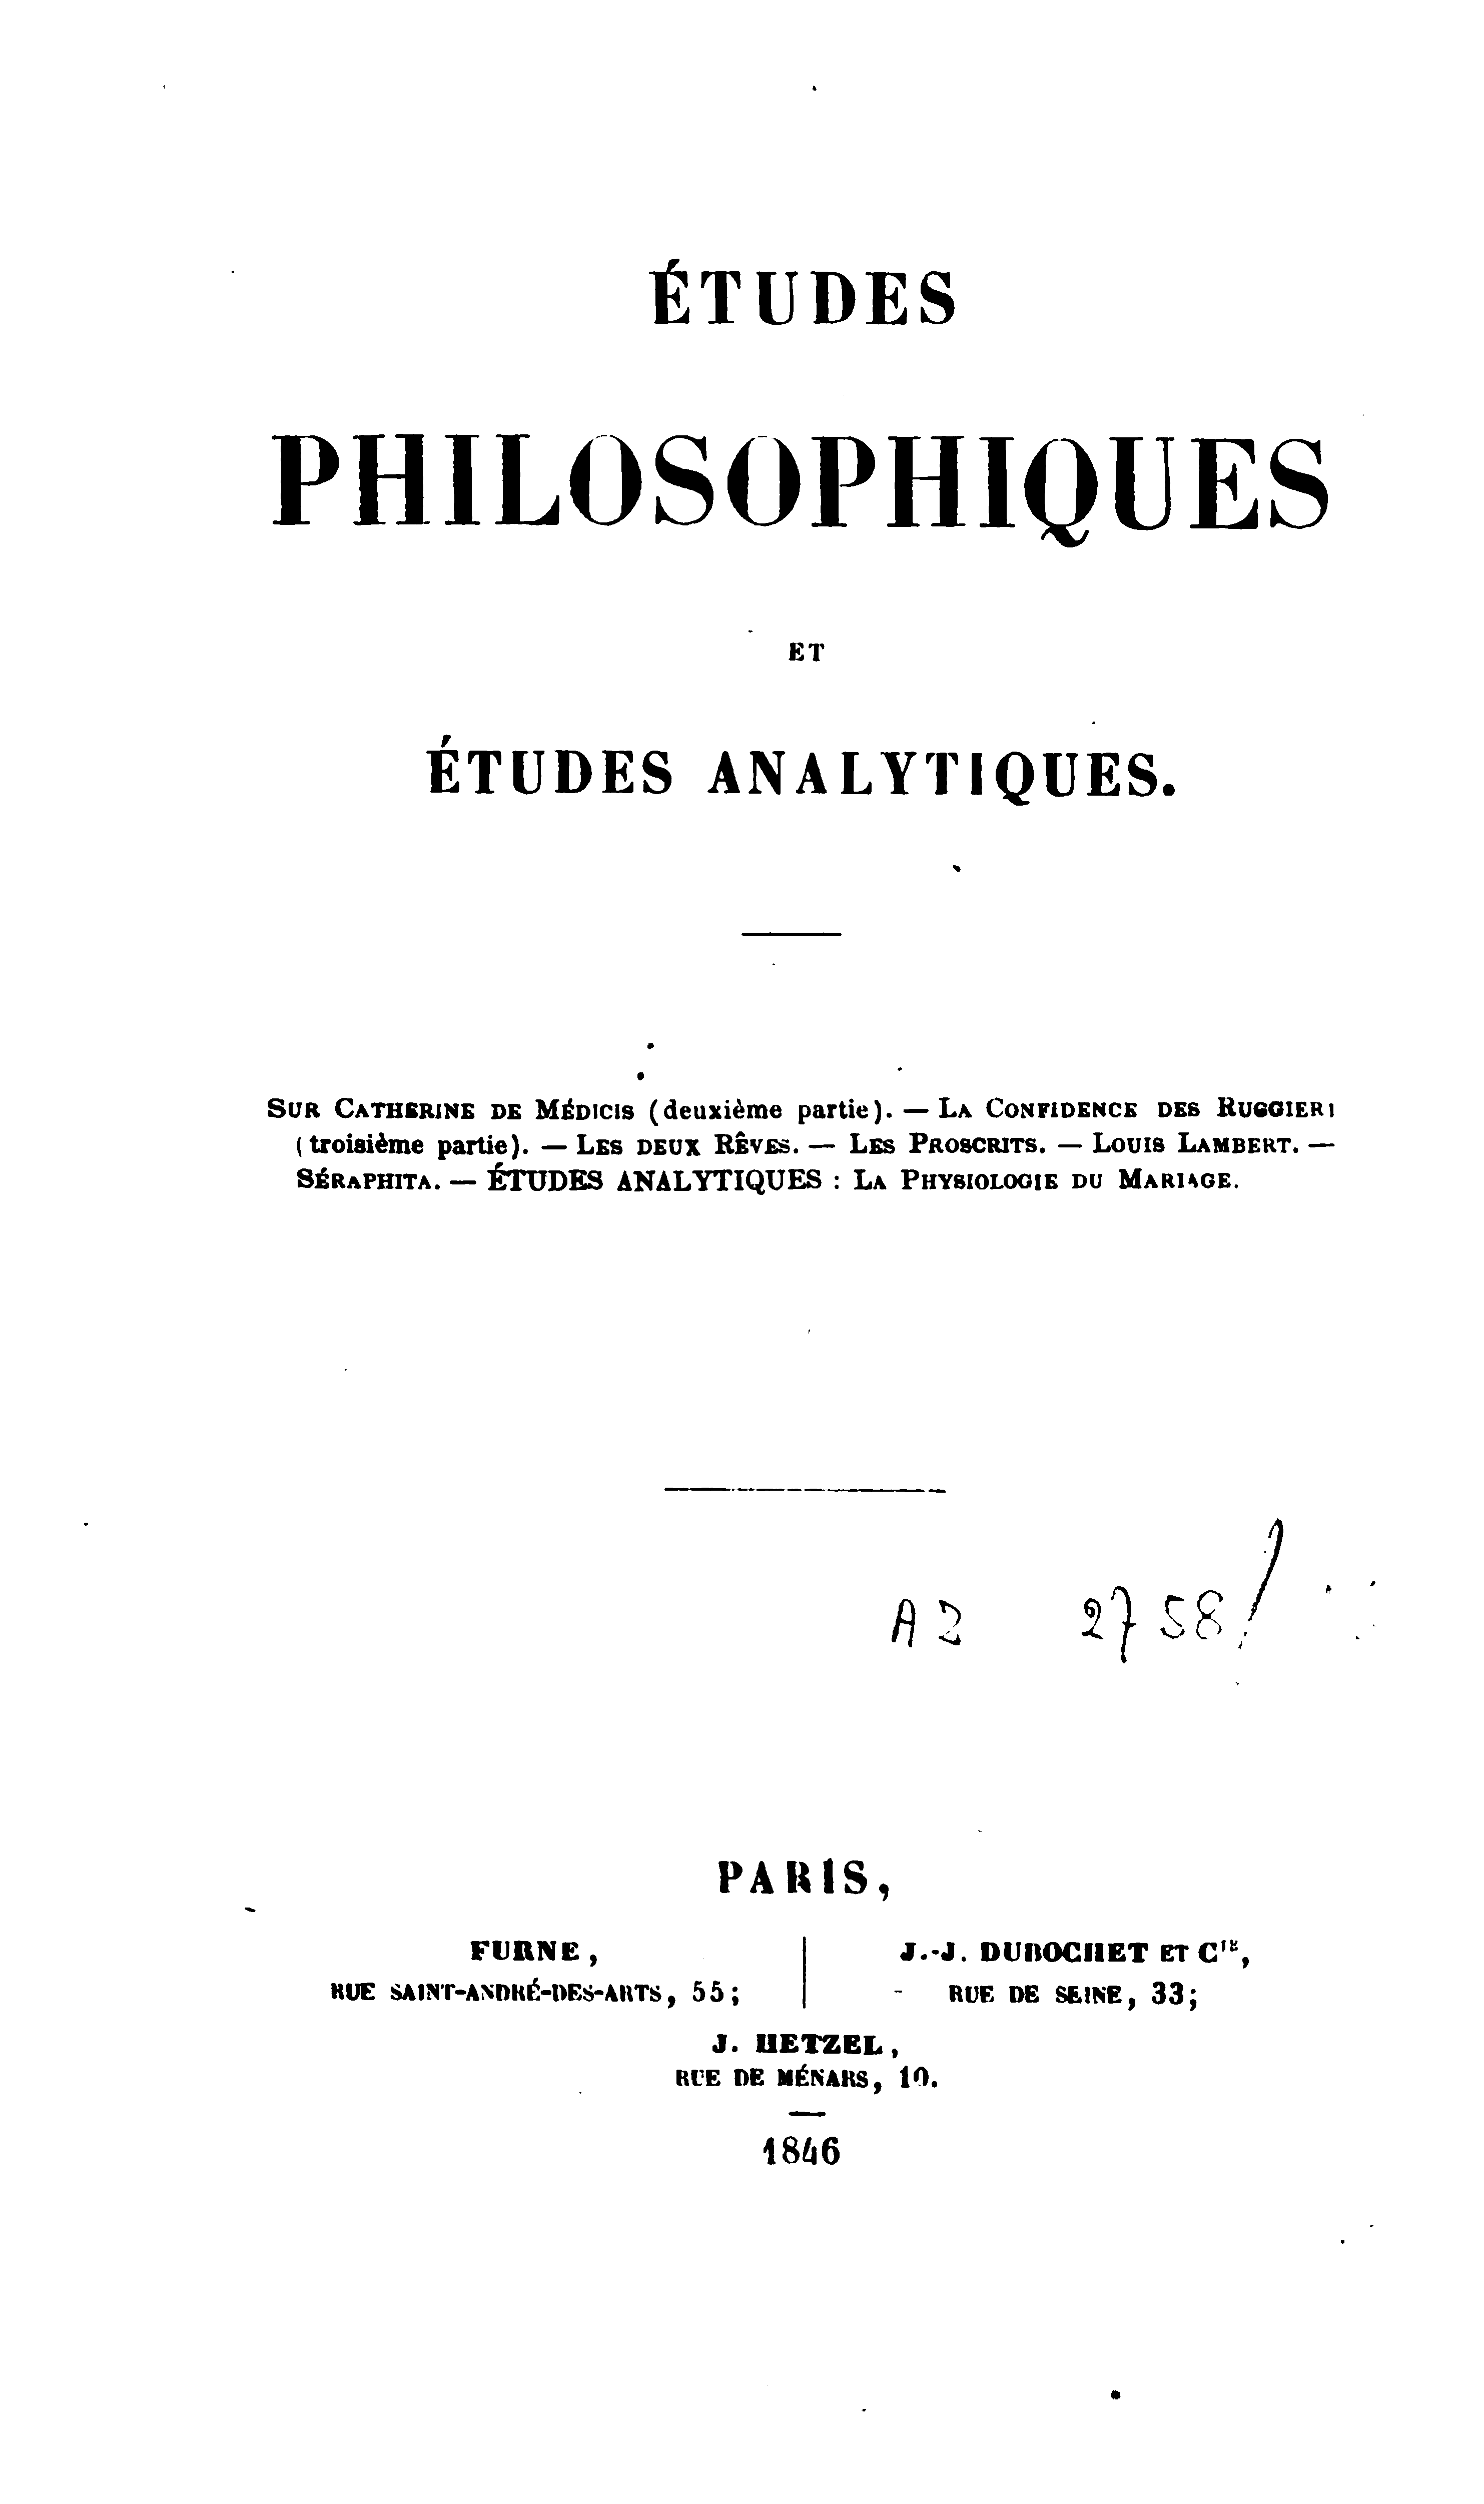 ÉTUDES
PHILOSOPHIQUES
ET
ÉTUDES ANALYTIQUES.
SUR CATHERINE DE MÉDICIS (deuxième partie). — LA CONFIDENCE DES RUGGIERI
(troisième partie). — LES DEUX RÊVES. — LES PROSCRITS. — LOUIS LAMBERT. —
SÉRAPHITA. — ÉTUDES ANALYTIQUES : LA PHYSIOLOGIE DU MARIAGE.
A2 2758/
PARIS,
FURNE,
RUE SAINT-ANDRÉ-DES-ARTS, 55;
J.-J. DUBOCHET ET CIE,
RUE DE SEINE, 33;
J. HETZEL,
RUE DE MÉNARS, 10.
1846